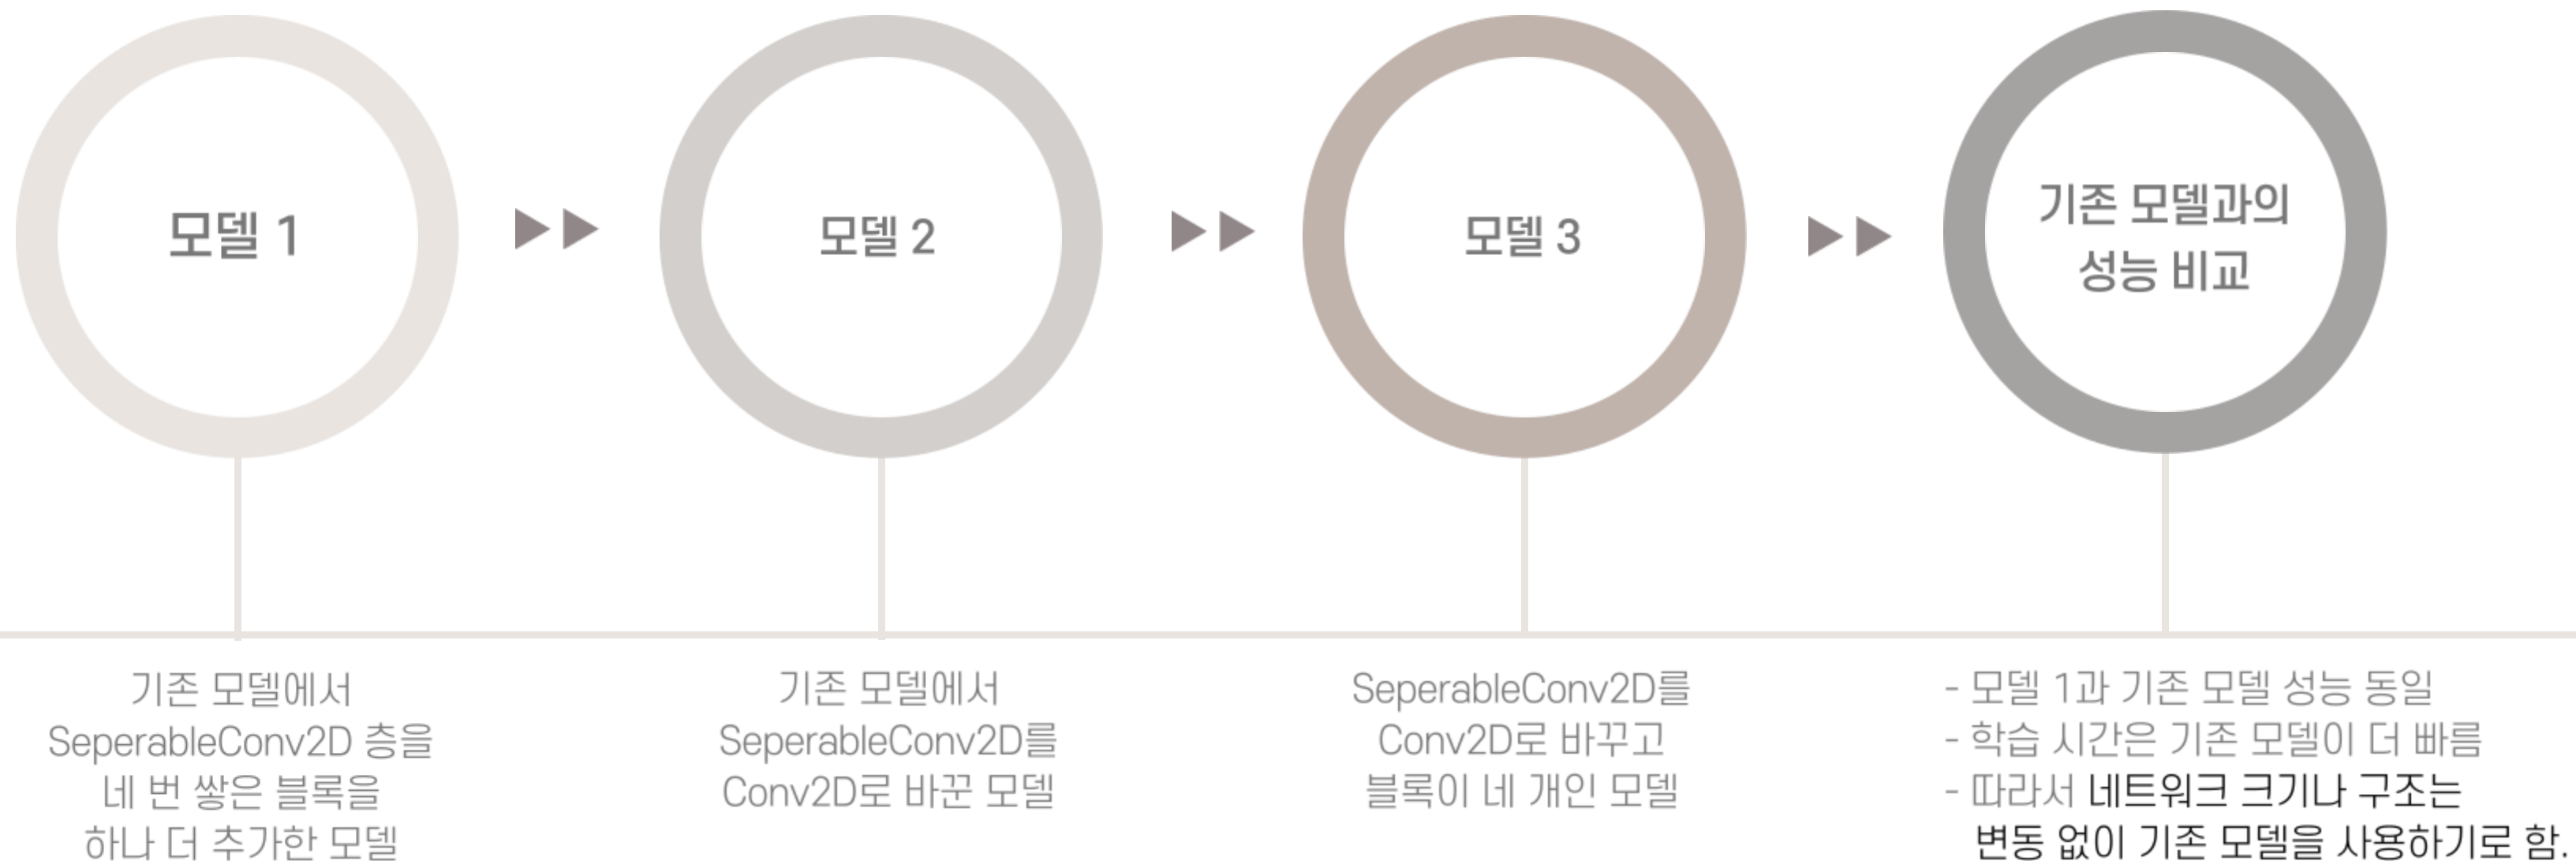 모델 1
모델 2
모델 3
기존 모델과의
성능 비교
기존 모델에서
SeperableConv2D 층을
네 번 쌓은 블록을
하나 더 추가한 모델
기존 모델에서
SeperableConv2D를
Conv2D로 바꾼 모델
SeperableConv2D를
Conv2D로 바꾸고
블록이 네 개인 모델
- 모델 1과 기존 모델 성능 동일
- 학습 시간은 기존 모델이 더 빠름
- 따라서 네트워크 크기나 구조는
변동 없이 기존 모델을 사용하기로 함.